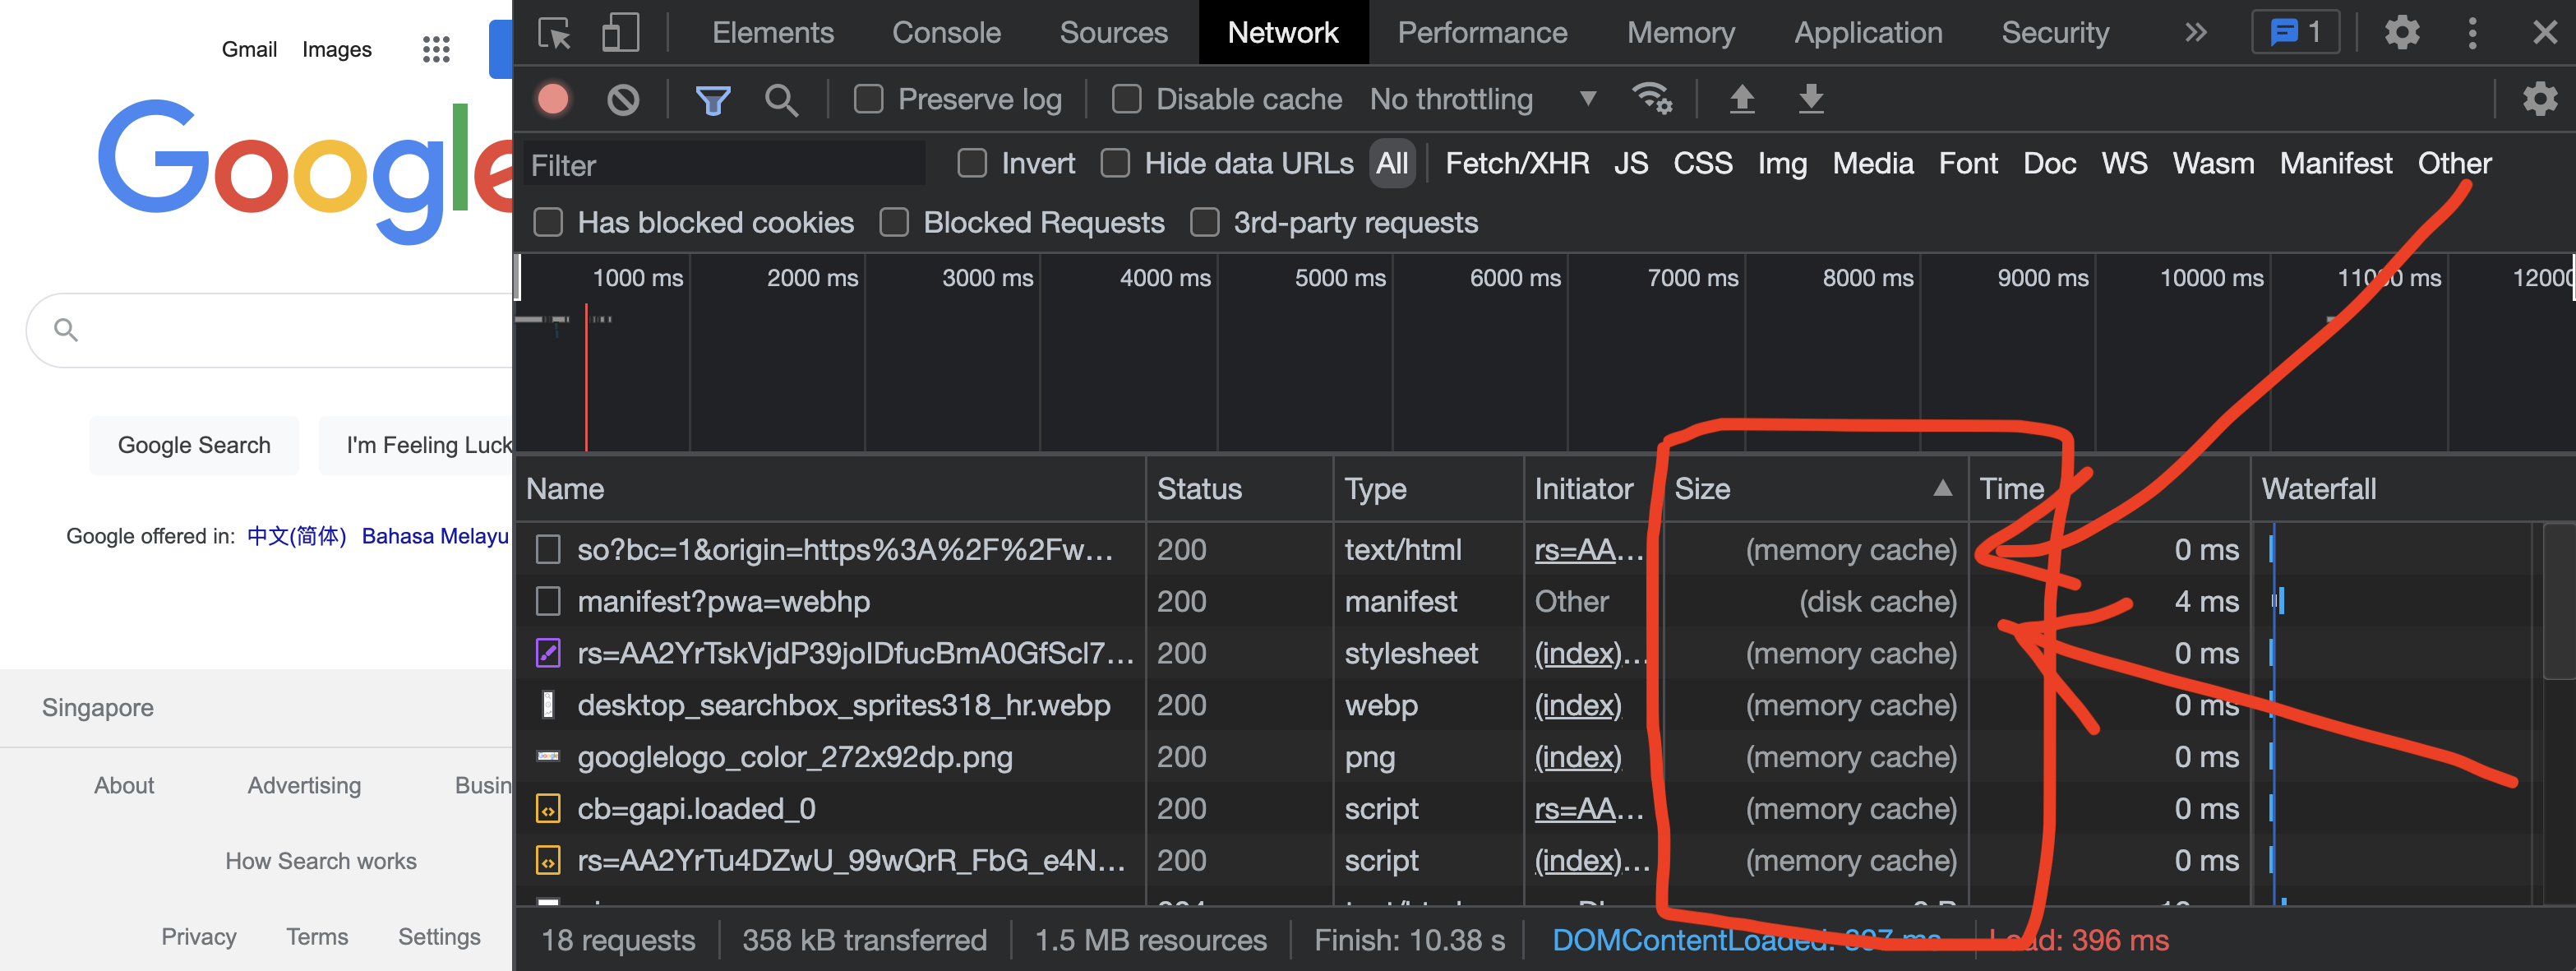 Gmail Images
Google
Google Search I'm Feeling Luck
Google offered in: 中文(简体) Bahasa Melayu
Singapore
About Advertising Busin
How Search works
Privacy Terms Settings
Elements Console Sources Network Performance Memory Application Security 1
Preserve log Disable cache No throttling
Filter Invert Hide data URLs All Fetch/XHR JS CSS Img Media Font Doc WS Wasm Manifest Other
Has blocked cookies Blocked Requests 3rd-party requests
1000 ms 2000 ms 3000 ms 4000 ms 5000 ms 6000 ms 7000 ms 8000 ms 9000 ms 10000 ms 11000 ms 12000
Name Status Type Initiator Size Time Waterfall
so?bc=1&origin=https%3A%2F%2Fw... 200 text/html rs=AA... (memory cache) 0 ms
manifest?pwa=webhp 200 manifest Other (disk cache) 4 ms
rs=AA2YrTskVjdP39joIDfucBmA0GfScl7... 200 stylesheet (index)... (memory cache) 0 ms
desktop_searchbox_sprites318_hr.webp 200 webp (index) (memory cache) 0 ms
googlelogo_color_272x92dp.png 200 png (index) (memory cache) 0 ms
cb=gapi.loaded_0 200 script rs=AA... (memory cache) 0 ms
rs=AA2YrTu4DZwU_99wQrR_FbG_e4N... 200 script (index)... (memory cache) 0 ms
18 requests 358 kB transferred 1.5 MB resources Finish: 10.38 s DOMContentLoaded: ms Load: 396 ms